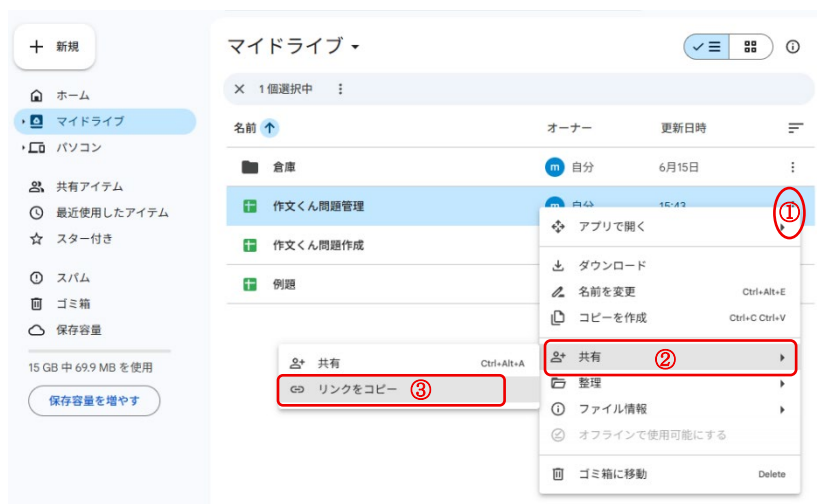 新規
ホーム
マイドライブ
パソコン
共有アイテム
最近使用したアイテム
スター付き
スパム
ゴミ箱
保存容量
15 GB 中 69.9 MB を使用
保存容量を増やす
マイドライブ
1 個選択中
名前 オーナー 更新日時
倉庫 m 自分 6月15日
作文くん問題管理 m 自分 15:43
①
作文くん問題作成
例題
アプリで開く
ダウンロード
名前を変更 Ctrl+Alt+E
コピーを作成 Ctrl+C Ctrl+V
共有 ②
整理
ファイル情報
オフラインで使用可能にする
ゴミ箱に移動 Delete
共有 Ctrl+Alt+A
リンクをコピー ③